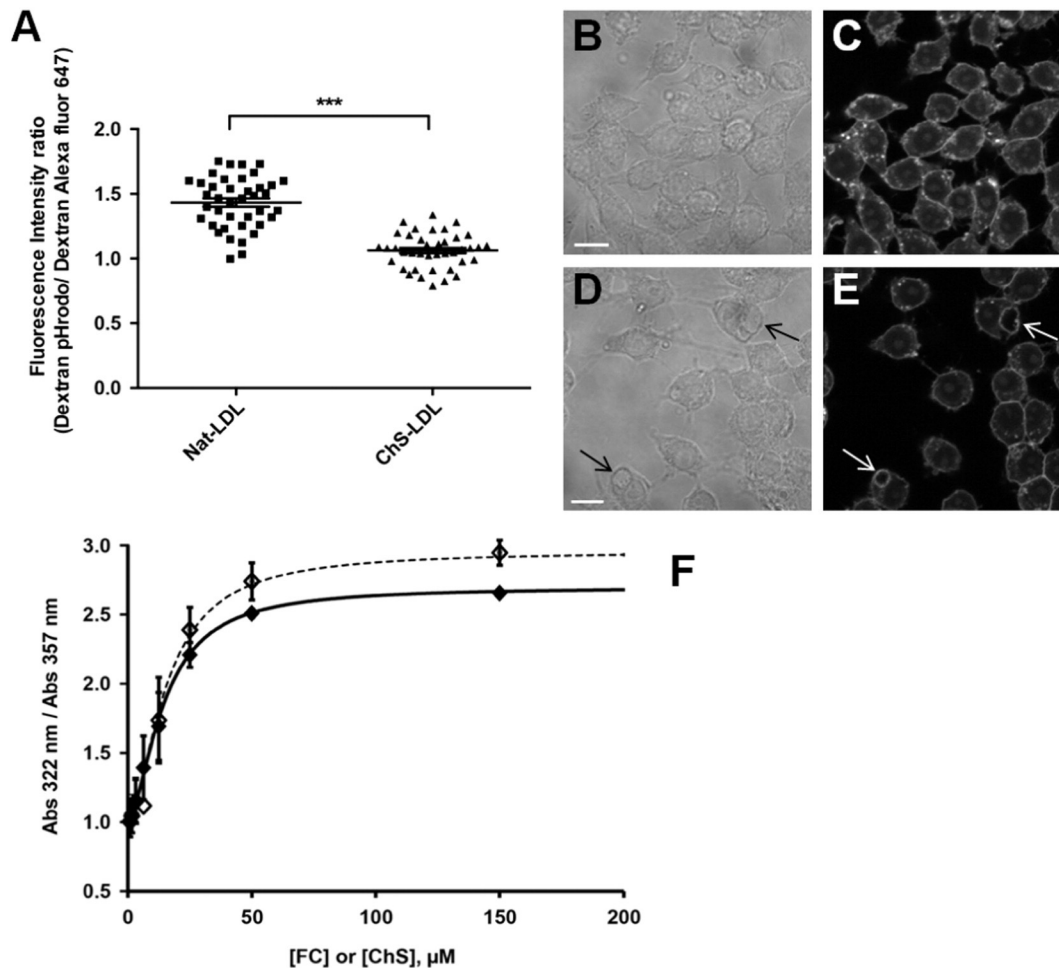 A
Fluorescence Intensity ratio
(Dextran pHrodo/ Dextran Alexa fluor 647)
***
2.0
1.5
1.0
0.5
0.0
Nat-LDL
ChS-LDL
B
C
D
E
F
Abs 322 nm / Abs 357 nm
3.0
2.5
2.0
1.5
1.0
0.5
0
50
100
150
200
[FC] or [ChS], µM